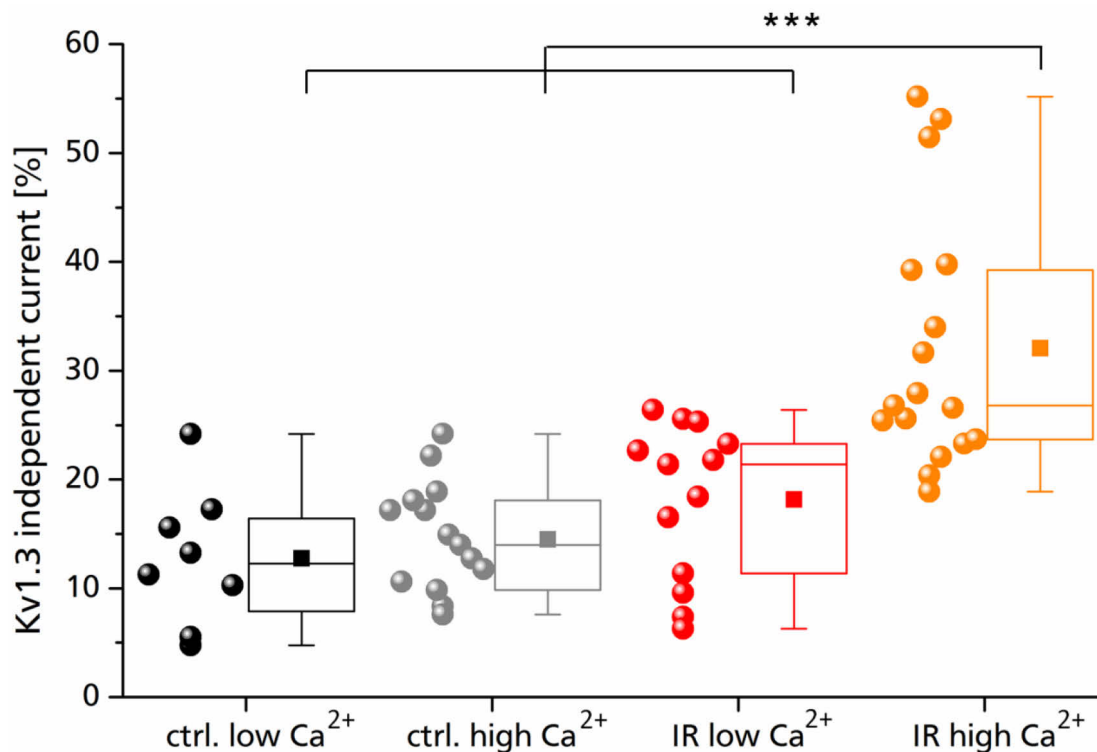 ***
Kv1.3 independent current [%]
60
50
40
30
20
10
0
ctrl. low Ca²⁺
ctrl. high Ca²⁺
IR low Ca²⁺
IR high Ca²⁺